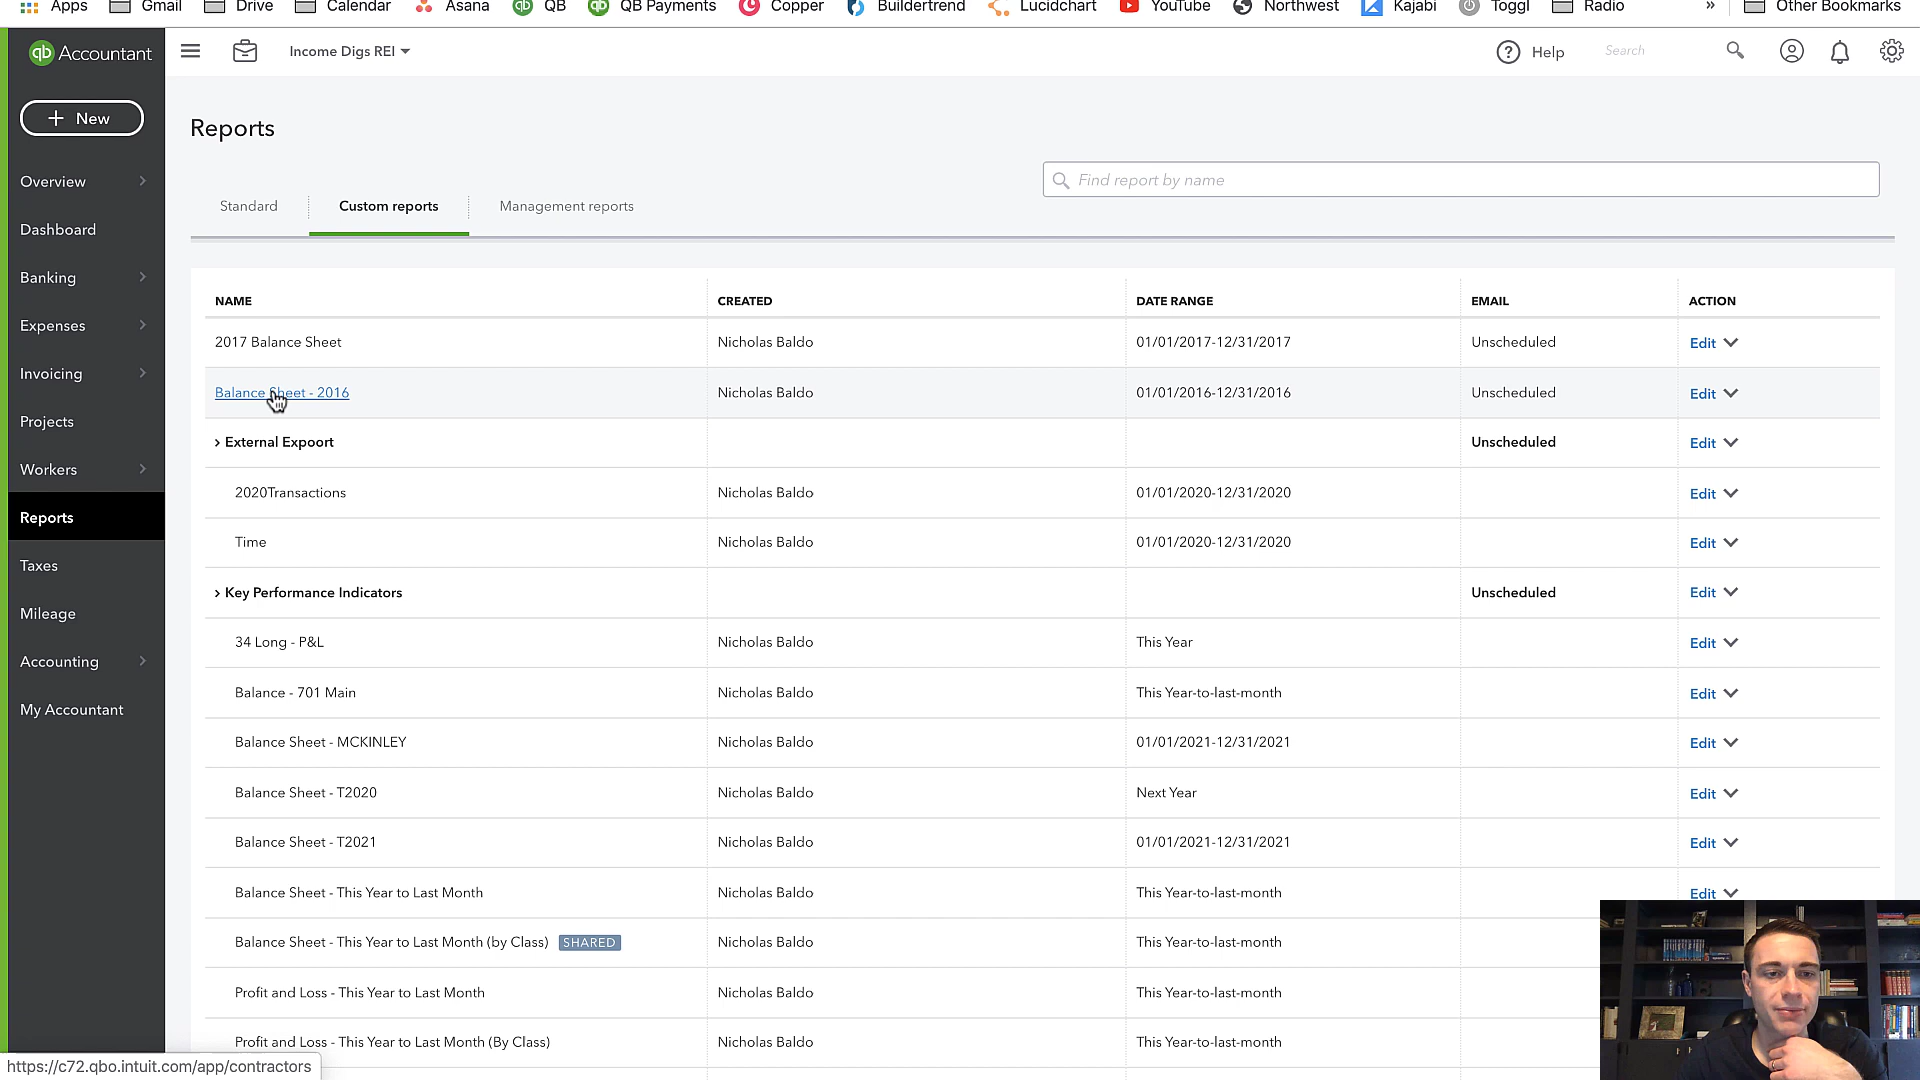 Apps Gmail Drive Calendar Asana QB QB Payments Copper Buildertrend Lucidchart YouTube Northwest Kajabi Toggl Radio » Other Bookmarks
qb Accountant Income Digs REI ? Help Search
+ New
Reports
Find report by name
Standard Custom reports Management reports
Overview
Dashboard
Banking
Expenses
Invoicing
Projects
Workers
Reports
Taxes
Mileage
Accounting
My Accountant
NAME CREATED DATE RANGE EMAIL ACTION
2017 Balance Sheet Nicholas Baldo 01/01/2017-12/31/2017 Unscheduled Edit
Balance Sheet - 2016 Nicholas Baldo 01/01/2016-12/31/2016 Unscheduled Edit
External Expoort Unscheduled Edit
2020Transactions Nicholas Baldo 01/01/2020-12/31/2020 Edit
Time Nicholas Baldo 01/01/2020-12/31/2020 Edit
Key Performance Indicators Unscheduled Edit
34 Long - P&L Nicholas Baldo This Year Edit
Balance - 701 Main Nicholas Baldo This Year-to-last-month Edit
Balance Sheet - MCKINLEY Nicholas Baldo 01/01/2021-12/31/2021 Edit
Balance Sheet - T2020 Nicholas Baldo Next Year Edit
Balance Sheet - T2021 Nicholas Baldo 01/01/2021-12/31/2021 Edit
Balance Sheet - This Year to Last Month Nicholas Baldo This Year-to-last-month Edit
Balance Sheet - This Year to Last Month (by Class) SHARED Nicholas Baldo This Year-to-last-month
Profit and Loss - This Year to Last Month Nicholas Baldo This Year-to-last-month
Profit and Loss - This Year to Last Month (By Class) Nicholas Baldo This Year-to-last-month
https://c72.qbo.intuit.com/app/contractors